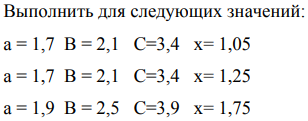 Выполнить для следующих значений:
a = 1,7 B = 2,1 C=3,4 x= 1,05
a = 1,7 B = 2,1 C=3,4 x= 1,25
a = 1,9 B = 2,5 C=3,9 x= 1,75